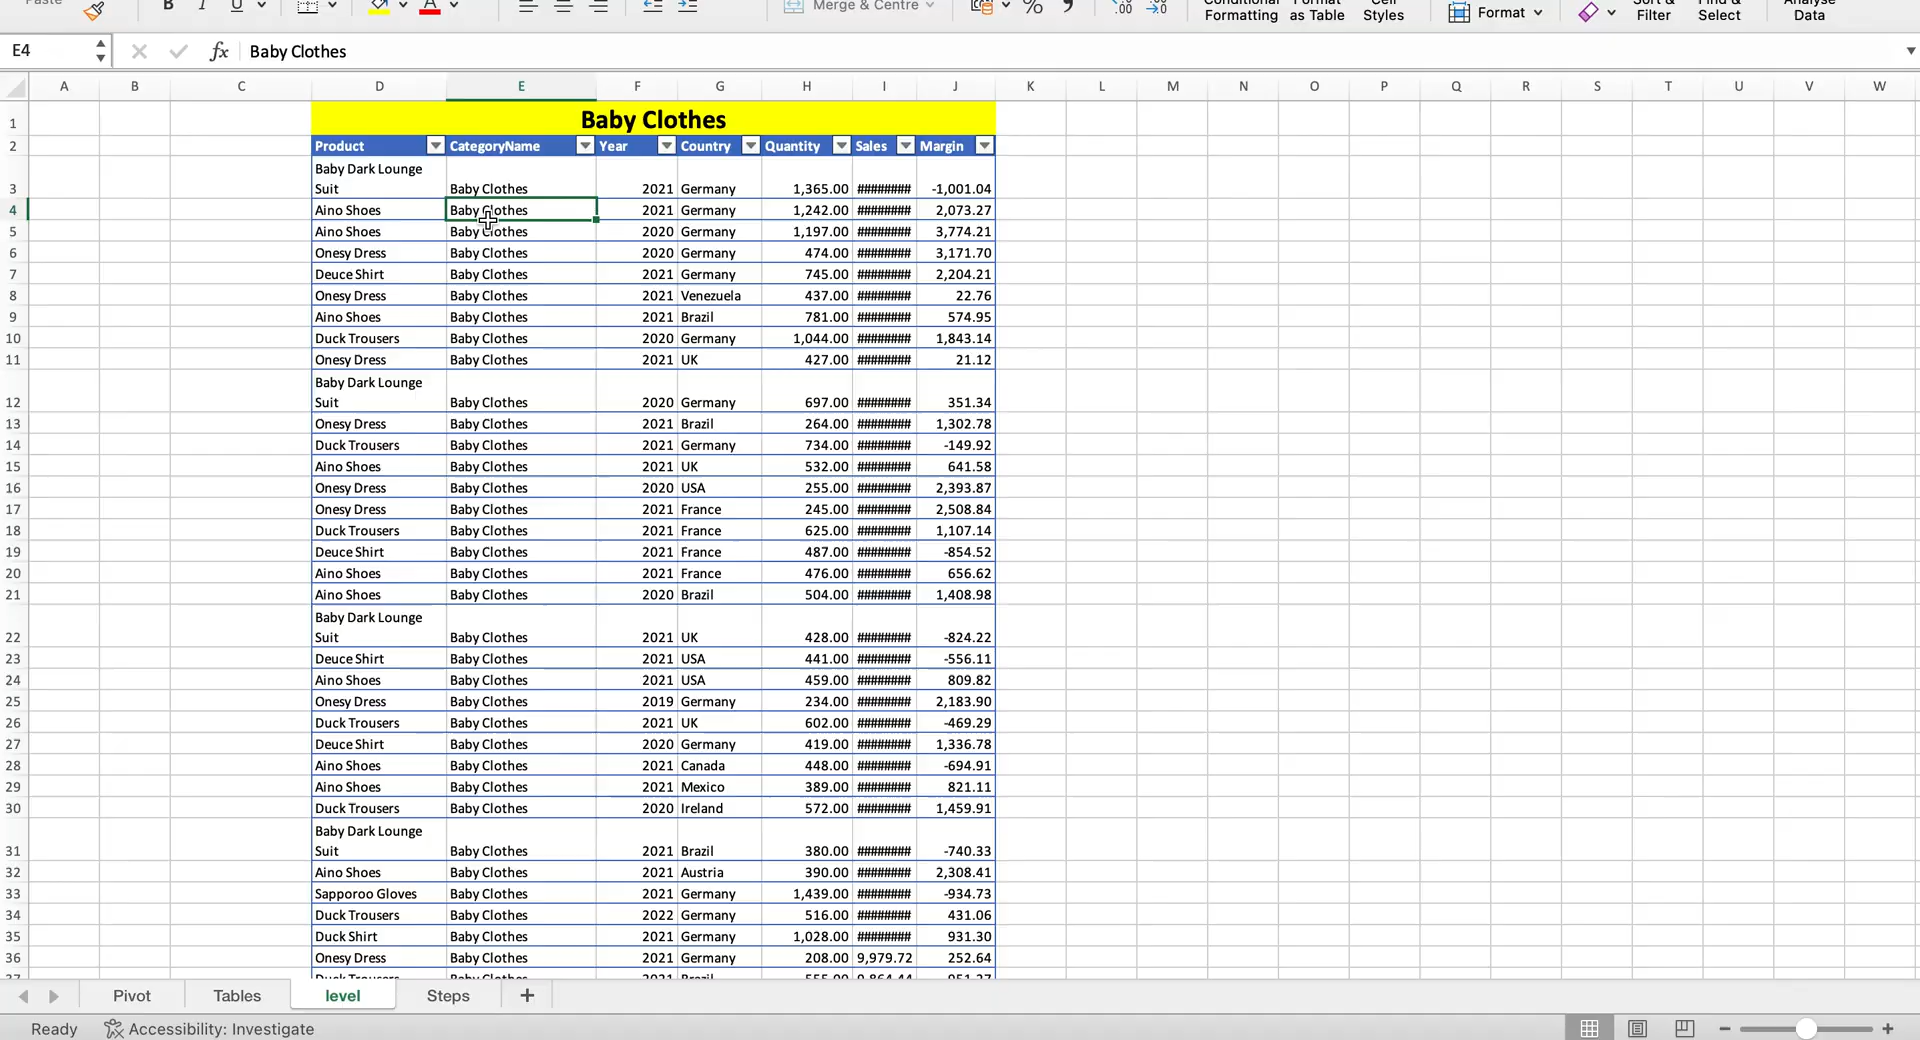 Paste
B I U
Merge & Centre
% 9
.00
Conditional Formatting
Format as Table
Cell Styles
Format
Sort & Filter
Find & Select
Analyse Data
E4 fx Baby Clothes
A B C D E F G H I J K L M N O P Q R S T U V W
1 Baby Clothes
2 Product CategoryName Year Country Quantity Sales Margin
3 Baby Dark Lounge Suit Baby Clothes 2021 Germany 1,365.00 ######## -1,001.04
4 Aino Shoes Baby Clothes 2021 Germany 1,242.00 ######## 2,073.27
5 Aino Shoes Baby Clothes 2020 Germany 1,197.00 ######## 3,774.21
6 Onesy Dress Baby Clothes 2020 Germany 474.00 ######## 3,171.70
7 Deuce Shirt Baby Clothes 2021 Germany 745.00 ######## 2,204.21
8 Onesy Dress Baby Clothes 2021 Venezuela 437.00 ######## 22.76
9 Aino Shoes Baby Clothes 2021 Brazil 781.00 ######## 574.95
10 Duck Trousers Baby Clothes 2020 Germany 1,044.00 ######## 1,843.14
11 Onesy Dress Baby Clothes 2021 UK 427.00 ######## 21.12
12 Baby Dark Lounge Suit Baby Clothes 2020 Germany 697.00 ######## 351.34
13 Onesy Dress Baby Clothes 2021 Brazil 264.00 ######## 1,302.78
14 Duck Trousers Baby Clothes 2021 Germany 734.00 ######## -149.92
15 Aino Shoes Baby Clothes 2021 UK 532.00 ######## 641.58
16 Onesy Dress Baby Clothes 2020 USA 255.00 ######## 2,393.87
17 Onesy Dress Baby Clothes 2021 France 245.00 ######## 2,508.84
18 Duck Trousers Baby Clothes 2021 France 625.00 ######## 1,107.14
19 Deuce Shirt Baby Clothes 2021 France 487.00 ######## -854.52
20 Aino Shoes Baby Clothes 2021 France 476.00 ######## 656.62
21 Aino Shoes Baby Clothes 2020 Brazil 504.00 ######## 1,408.98
22 Baby Dark Lounge Suit Baby Clothes 2021 UK 428.00 ######## -824.22
23 Deuce Shirt Baby Clothes 2021 USA 441.00 ######## -556.11
24 Aino Shoes Baby Clothes 2021 USA 459.00 ######## 809.82
25 Onesy Dress Baby Clothes 2019 Germany 234.00 ######## 2,183.90
26 Duck Trousers Baby Clothes 2021 UK 602.00 ######## -469.29
27 Deuce Shirt Baby Clothes 2020 Germany 419.00 ######## 1,336.78
28 Aino Shoes Baby Clothes 2021 Canada 448.00 ######## -694.91
29 Aino Shoes Baby Clothes 2021 Mexico 389.00 ######## 821.11
30 Duck Trousers Baby Clothes 2020 Ireland 572.00 ######## 1,459.91
31 Baby Dark Lounge Suit Baby Clothes 2021 Brazil 380.00 ######## -740.33
32 Aino Shoes Baby Clothes 2021 Austria 390.00 ######## 2,308.41
33 Sapporoo Gloves Baby Clothes 2021 Germany 1,439.00 ######## -934.73
34 Duck Trousers Baby Clothes 2022 Germany 516.00 ######## 431.06
35 Duck Shirt Baby Clothes 2021 Germany 1,028.00 ######## 931.30
36 Onesy Dress Baby Clothes 2021 Germany 208.00 9,979.72 252.64
37 Duck Trousers Baby Clothes 2021 Brazil
Pivot Tables level Steps +
Ready Accessibility: Investigate